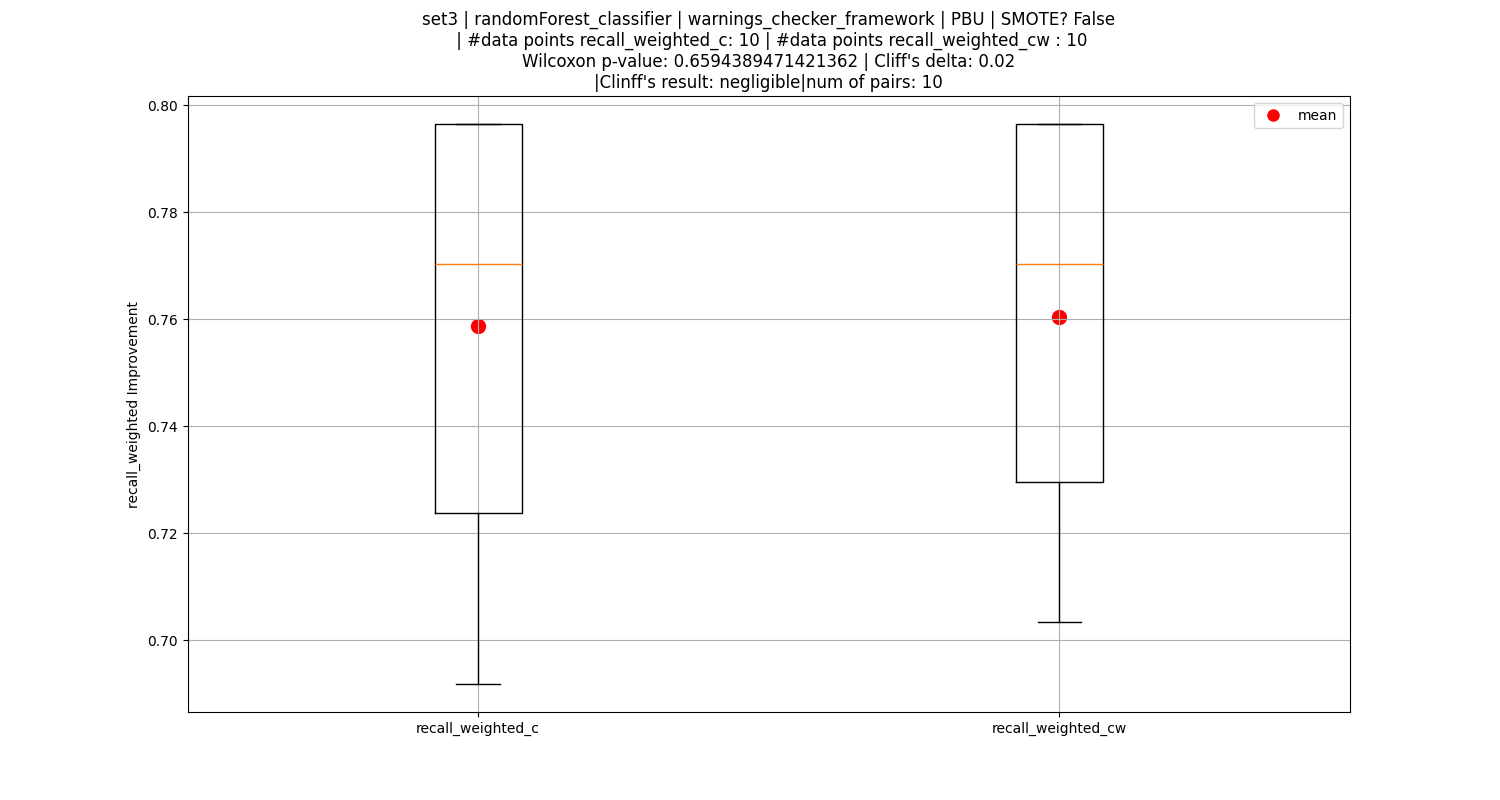 set3 | randomForest_classifier | warnings_checker_framework | PBU | SMOTE? False
| #data points recall_weighted_c: 10 | #data points recall_weighted_cw : 10
Wilcoxon p-value: 0.6594389471421362 | Cliff's delta: 0.02
|Clinff's result: negligible|num of pairs: 10
mean
recall_weighted Improvement
0.80
0.78
0.76
0.74
0.72
0.70
recall_weighted_c
recall_weighted_cw